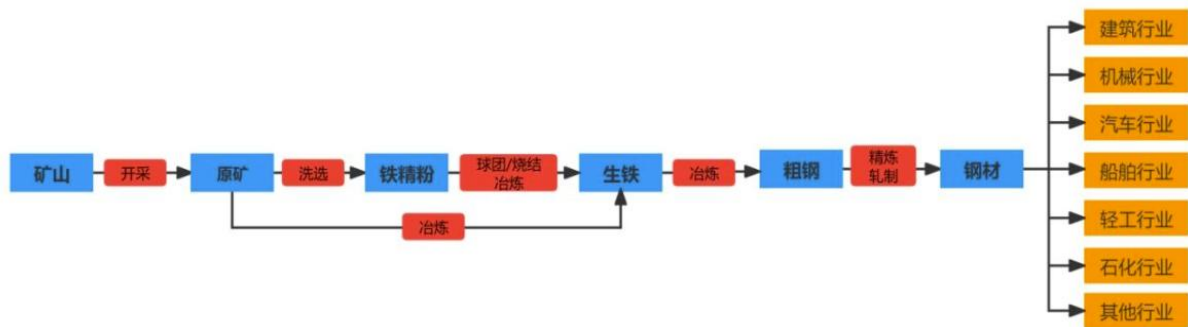 矿山
开采
原矿
洗选
铁精粉
球团/烧结
冶炼
生铁
冶炼
粗钢
精炼
轧制
钢材
冶炼
建筑行业
机械行业
汽车行业
船舶行业
轻工行业
石化行业
其他行业